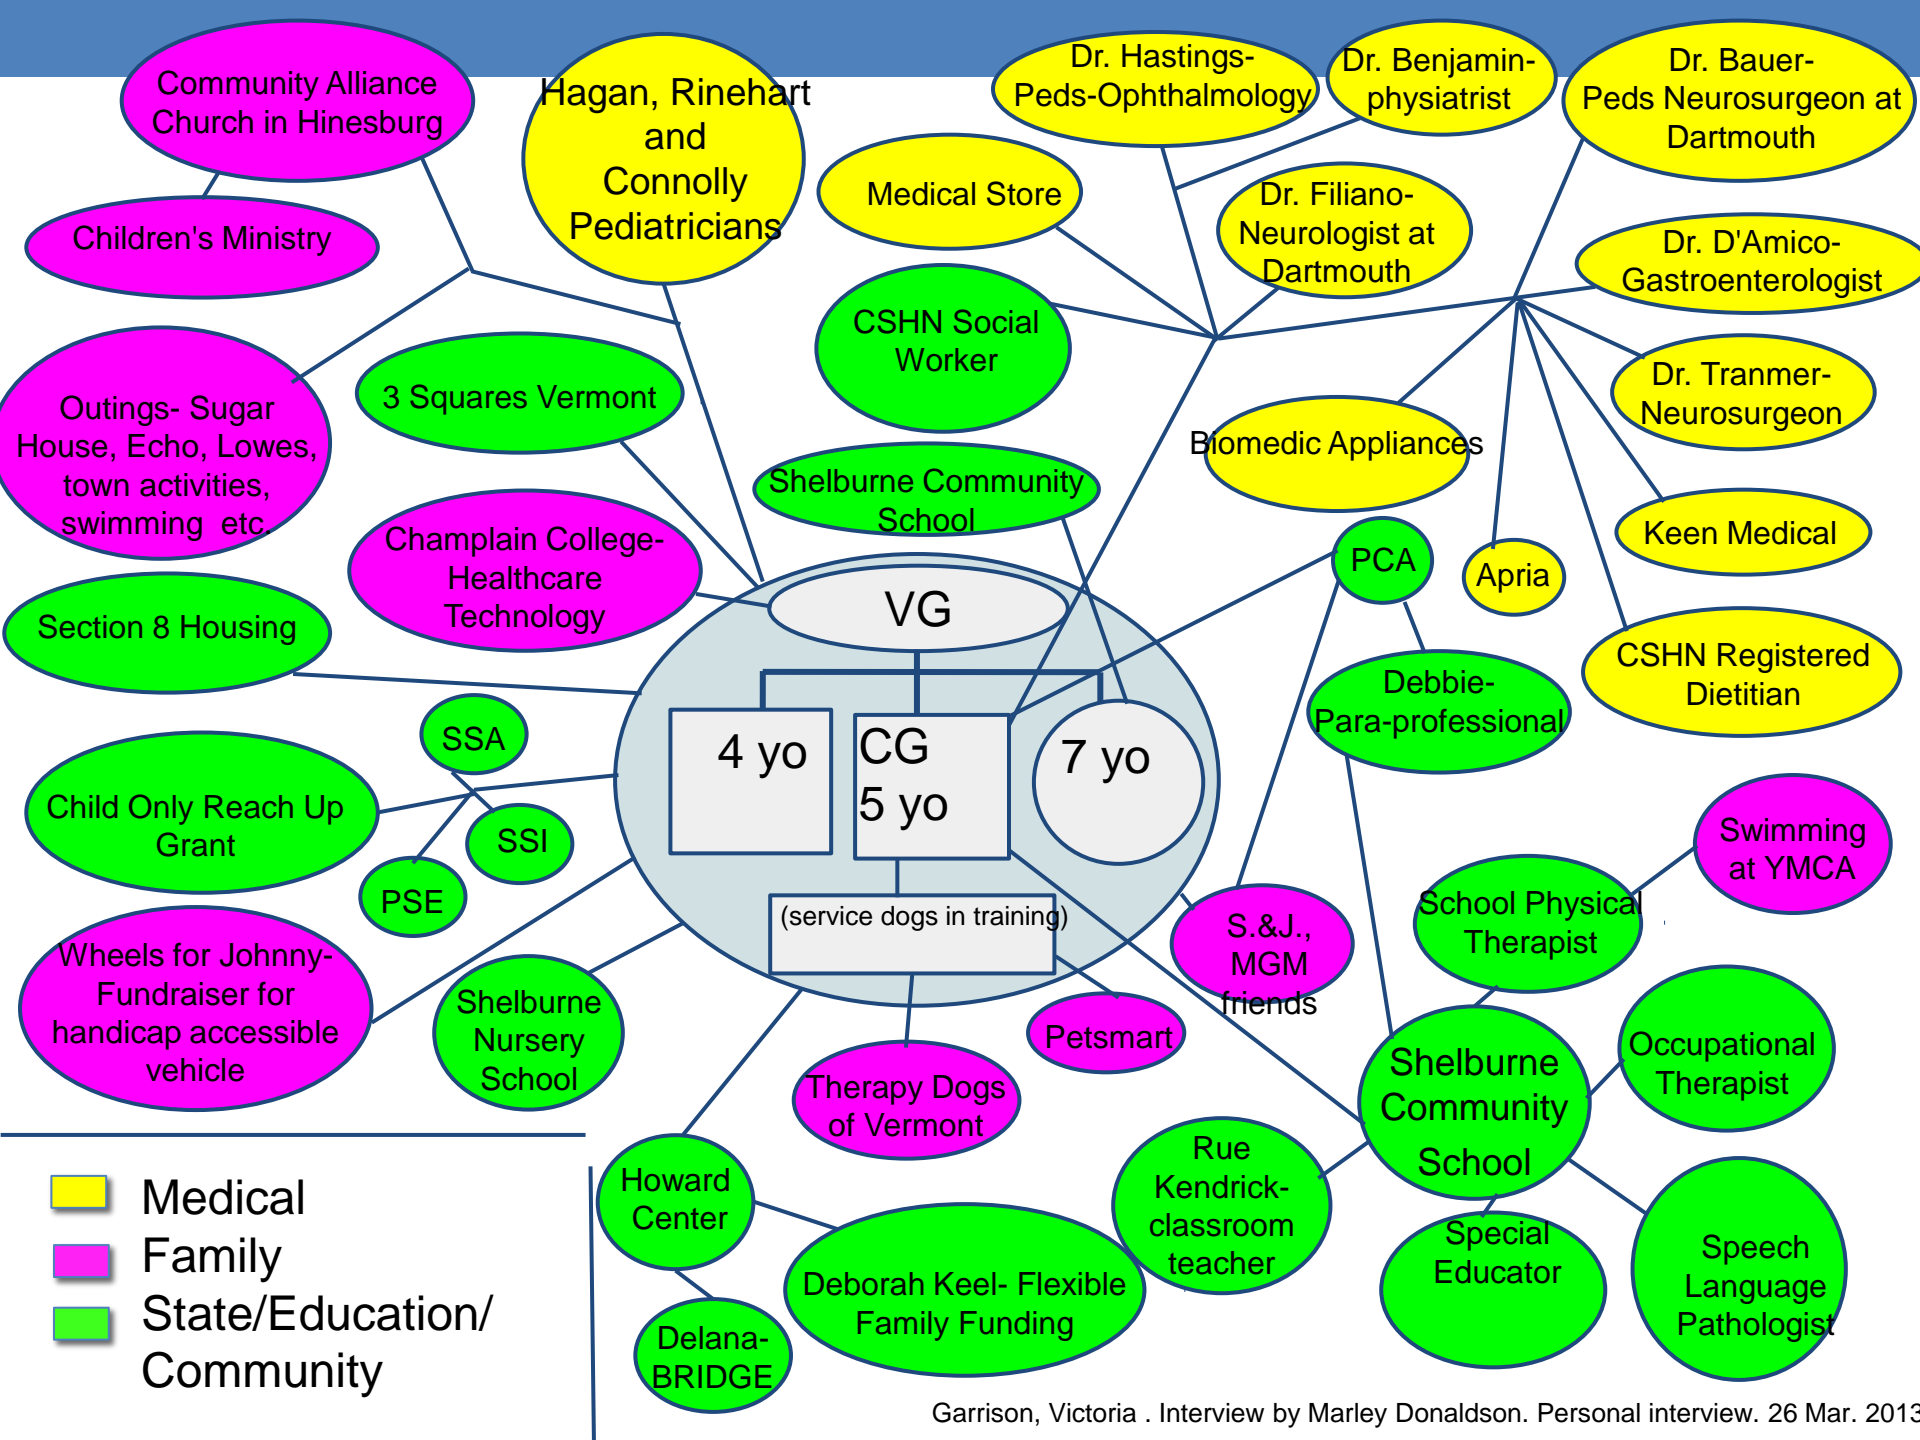 Community Alliance
Church in Hinesburg
Hagan, Rinehart
and
Connolly
Pediatricians
Dr. Hastings-
Peds-Ophthalmology
Dr. Benjamin-
physiatrist
Dr. Bauer-
Peds Neurosurgeon at
Dartmouth
Children's Ministry
Medical Store
Dr. Filiano-
Neurologist at
Dartmouth
Dr. D'Amico-
Gastroenterologist
CSHN Social
Worker
Outings- Sugar
House, Echo, Lowes,
town activities,
swimming etc.
3 Squares Vermont
Dr. Tranmer-
Neurosurgeon
Biomedic Appliances
Shelburne Community
School
Keen Medical
Champlain College-
Healthcare
Technology
PCA
Apria
Section 8 Housing
VG
CSHN Registered
Dietitian
Debbie-
Para-professional
SSA
4 yo
CG
5 yo
7 yo
Child Only Reach Up
Grant
SSI
PSE
Swimming
at YMCA
School Physical
Therapist
(service dogs in training)
S.&J.,
MGM
friends
Wheels for Johnny-
Fundraiser for
handicap accessible
vehicle
Shelburne
Nursery
School
Petsmart
Therapy Dogs
of Vermont
Shelburne
Community
School
Occupational
Therapist
Rue
Kendrick-
classroom
teacher
Howard
Center
Special
Educator
Speech
Language
Pathologist
Deborah Keel- Flexible
Family Funding
Delana-
BRIDGE
Medical
Family
State/Education/
Community
Garrison, Victoria . Interview by Marley Donaldson. Personal interview. 26 Mar. 2013